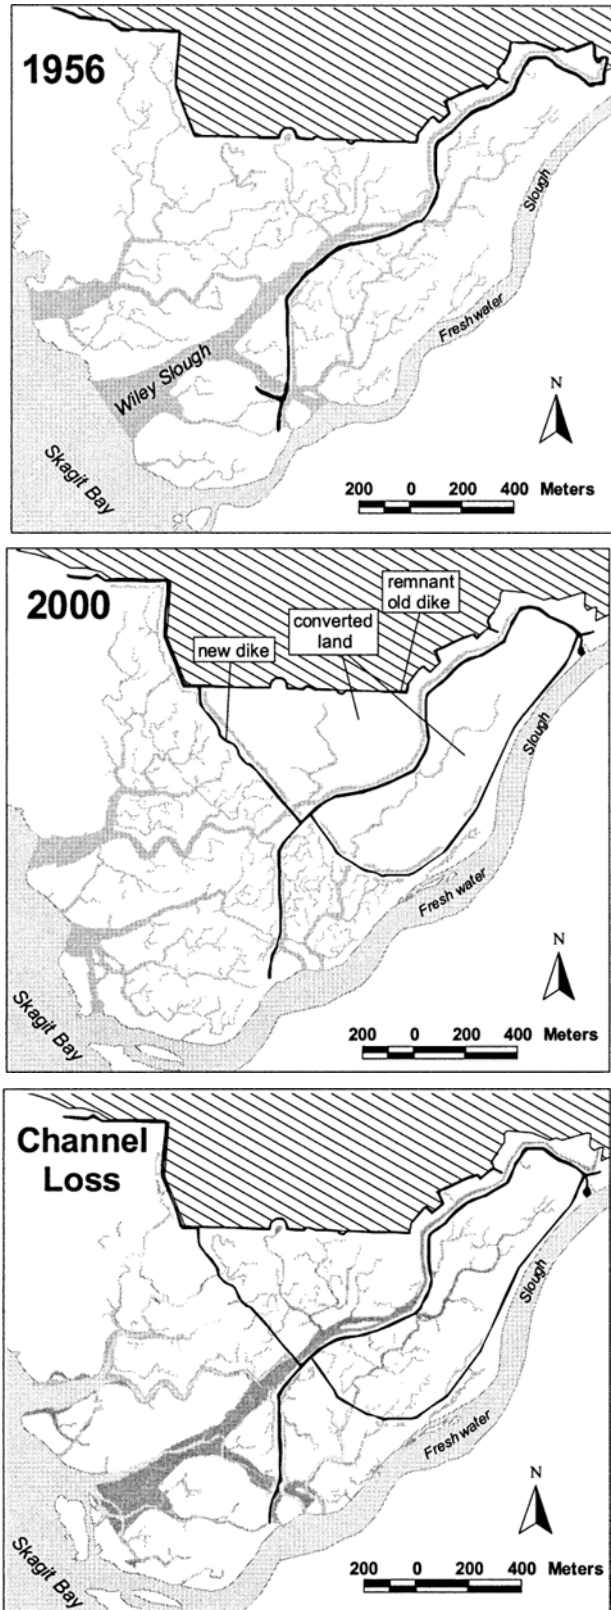 1956
Slough
Freshwater
Wiley Slough
N
Skagit Bay
200 0 200 400 Meters
2000
remnant
old dike
converted
land
new dike
Slough
Fresh water
N
Skagit Bay
200 0 200 400 Meters
Channel
Loss
Slough
Freshwater
N
Skagit Bay
200 0 200 400 Meters